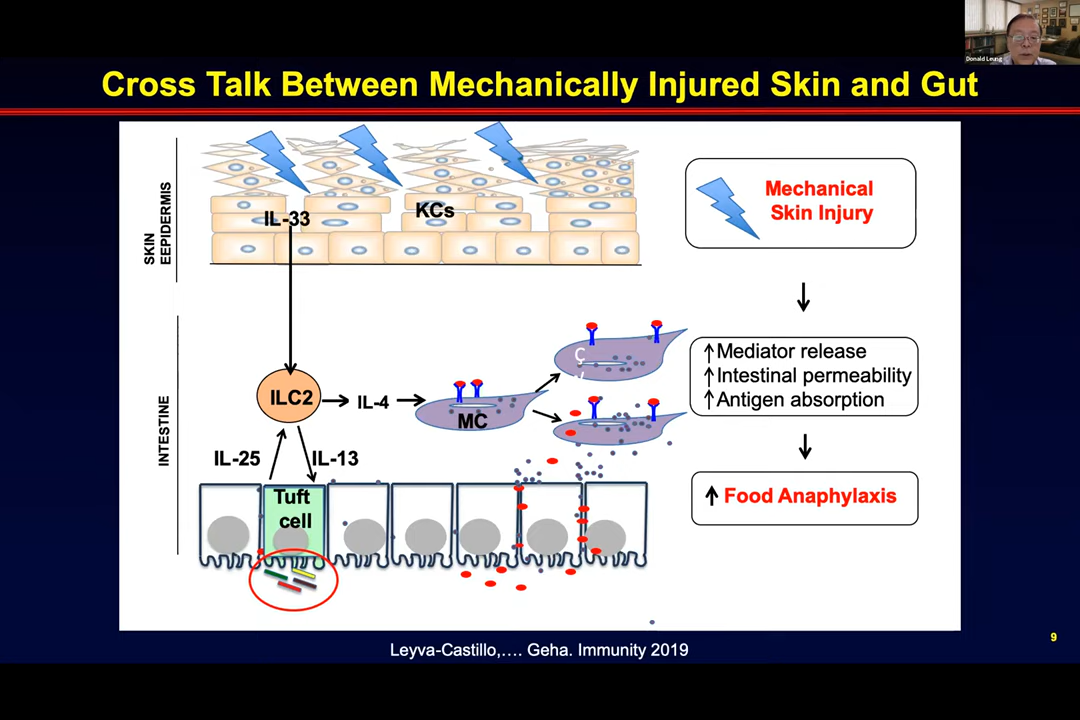 Donald Leung
Cross Talk Between Mechanically Injured Skin and Gut
SKIN
EEPIDERMIS
IL-33
KCs
Mechanical
Skin Injury
INTESTINE
ILC2
IL-4
MC
IL-25
IL-13
Tuft
cell
↑Mediator release
↑Intestinal permeability
↑Antigen absorption
↑ Food Anaphylaxis
Leyva-Castillo,…. Geha. Immunity 2019
9